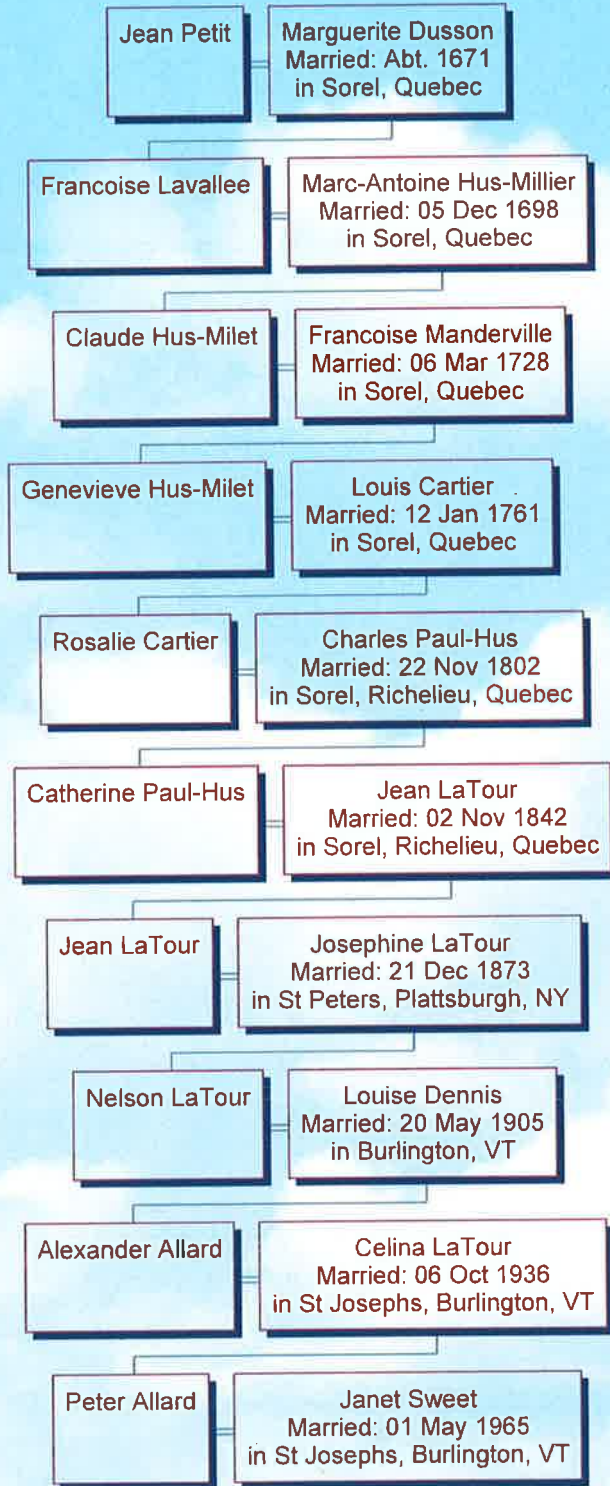 Jean Petit
Marguerite Dusson
Married: Abt. 1671
in Sorel, Quebec
Francoise Lavallee
Marc-Antoine Hus-Millier
Married: 05 Dec 1698
in Sorel, Quebec
Claude Hus-Milet
Francoise Manderville
Married: 06 Mar 1728
in Sorel, Quebec
Genevieve Hus-Milet
Louis Cartier
Married: 12 Jan 1761
in Sorel, Quebec
Rosalie Cartier
Charles Paul-Hus
Married: 22 Nov 1802
in Sorel, Richelieu, Quebec
Catherine Paul-Hus
Jean LaTour
Married: 02 Nov 1842
in Sorel, Richelieu, Quebec
Jean LaTour
Josephine LaTour
Married: 21 Dec 1873
in St Peters, Plattsburgh, NY
Nelson LaTour
Louise Dennis
Married: 20 May 1905
in Burlington, VT
Alexander Allard
Celina LaTour
Married: 06 Oct 1936
in St Josephs, Burlington, VT
Peter Allard
Janet Sweet
Married: 01 May 1965
in St Josephs, Burlington, VT